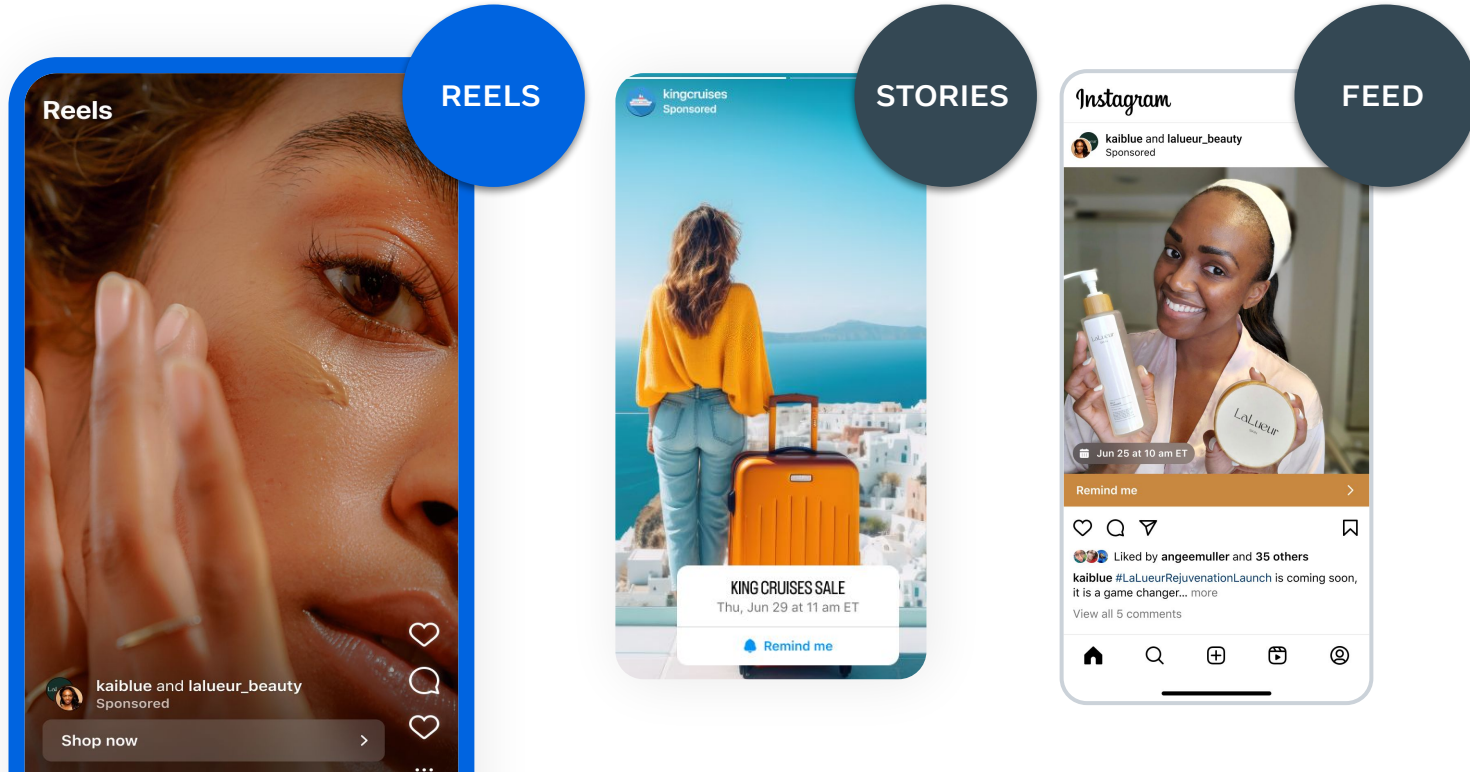 REELS
Reels
kaiblue and lalueur_beauty
Sponsored
Shop now
STORIES
kingcruises
Sponsored
KING CRUISES SALE
Thu, Jun 29 at 11 am ET
Remind me
FEED
Instagram
kaiblue and lalueur_beauty
Sponsored
LaLueur
LaLueur
Jun 25 at 10 am ET
Remind me
Liked by angeemuller and 35 others
kaiblue #LaLueurRejuvenationLaunch is coming soon,
it is a game changer... more
View all 5 comments